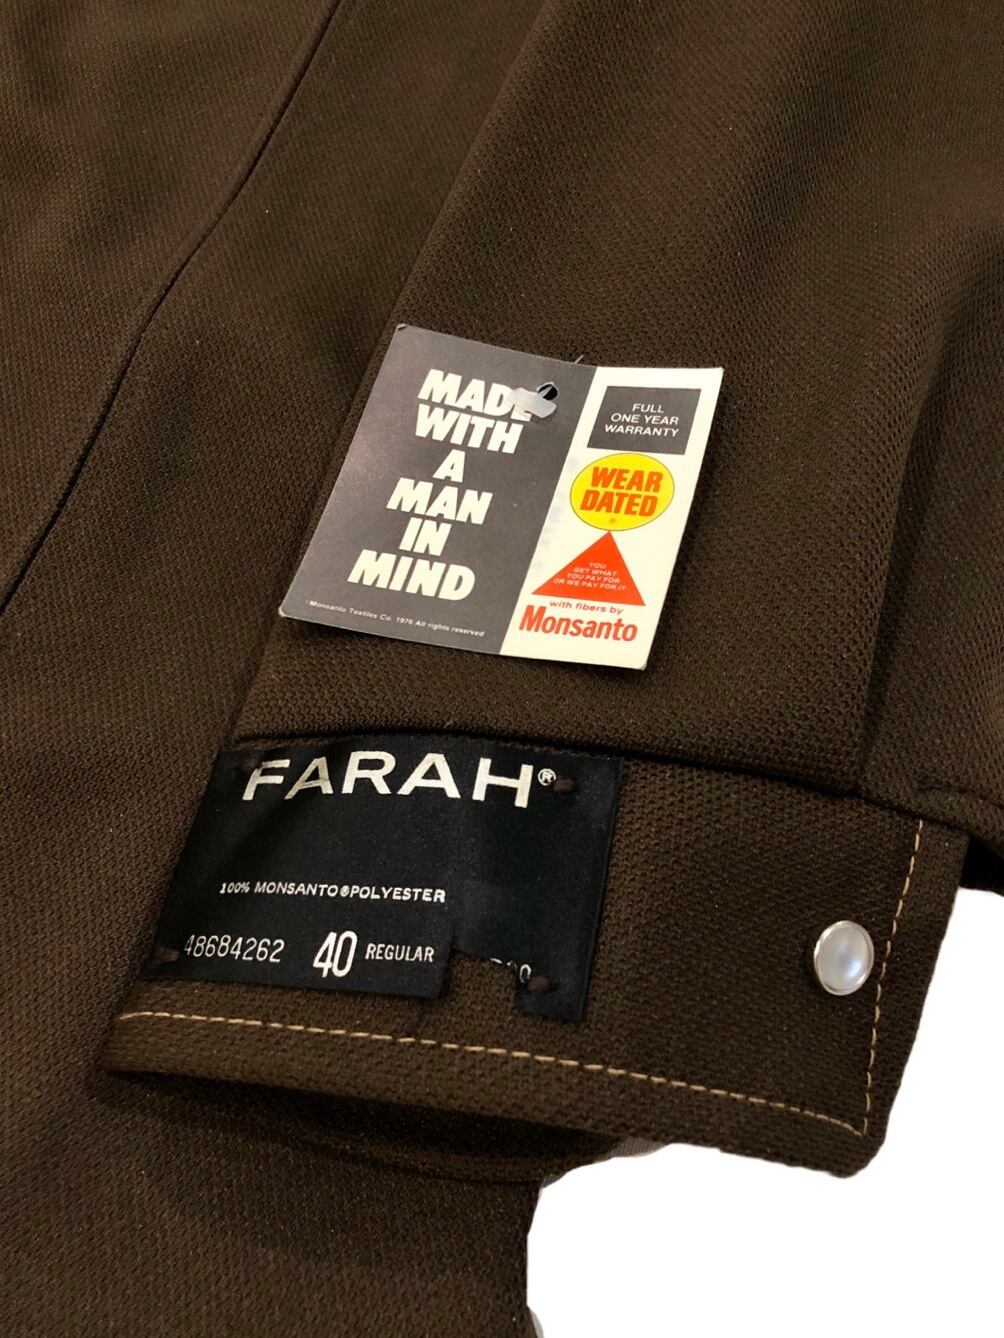 MADE
WITH
A
MAN
IN
MIND
Monsanto Textiles Co. 1976 All rights reserved
FULL
ONE YEAR
WARRANTY
WEAR
DATED
®
YOU
GET WHAT
YOU PAY FOR
OR WE PAY FOR IT.
with fibers by
Monsanto
FARAH®
100% MONSANTO®POLYESTER
48684262 40 REGULAR